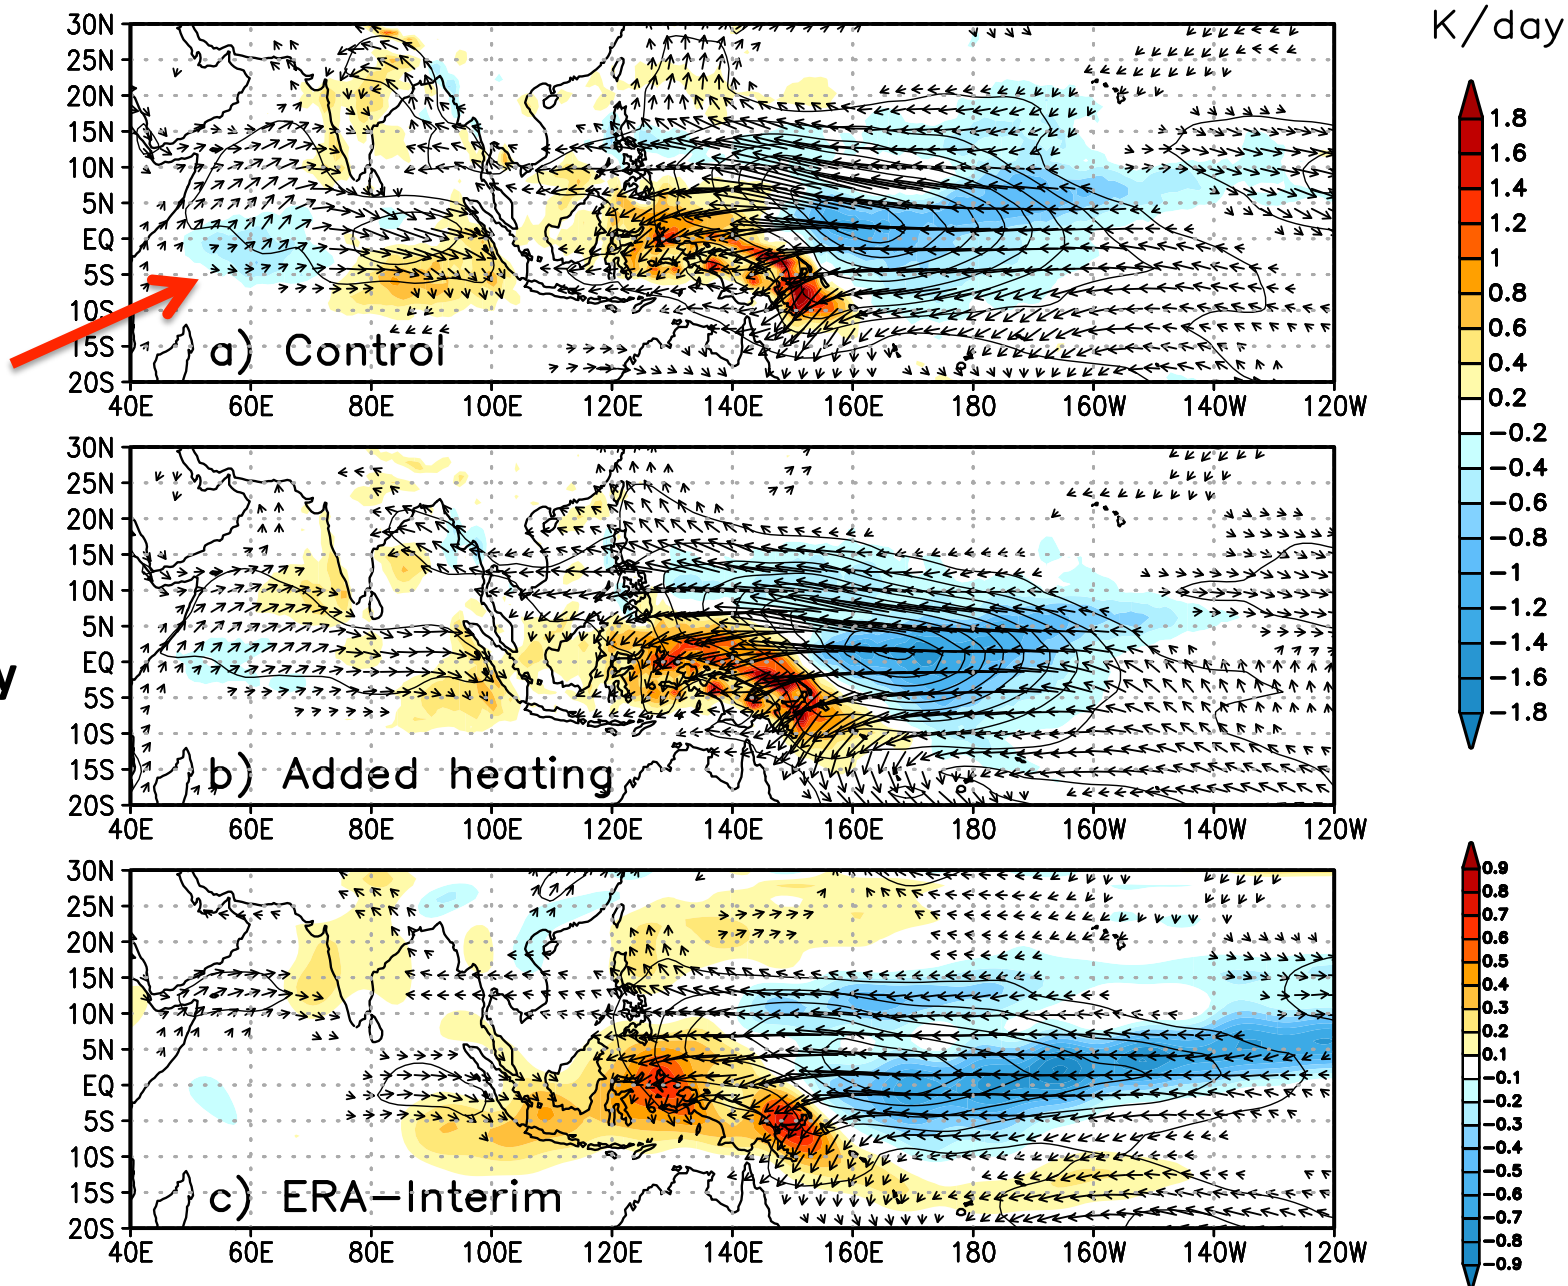 K/day
30N
25N
20N
15N
10N
5N
EQ
5S
10S
15S
20S
a) Control
40E 60E 80E 100E 120E 140E 160E 180 160W 140W 120W
1.8
1.6
1.4
1.2
1
0.8
0.6
0.4
0.2
-0.2
-0.4
-0.6
-0.8
-1
-1.2
-1.4
-1.6
-1.8
30N
25N
20N
15N
10N
5N
EQ
5S
10S
15S
20S
y
b) Added heating
40E 60E 80E 100E 120E 140E 160E 180 160W 140W 120W
30N
25N
20N
15N
10N
5N
EQ
5S
10S
15S
20S
c) ERA-Interim
40E 60E 80E 100E 120E 140E 160E 180 160W 140W 120W
0.9
0.8
0.7
0.6
0.5
0.4
0.3
0.2
0.1
-0.1
-0.2
-0.3
-0.4
-0.5
-0.6
-0.7
-0.8
-0.9